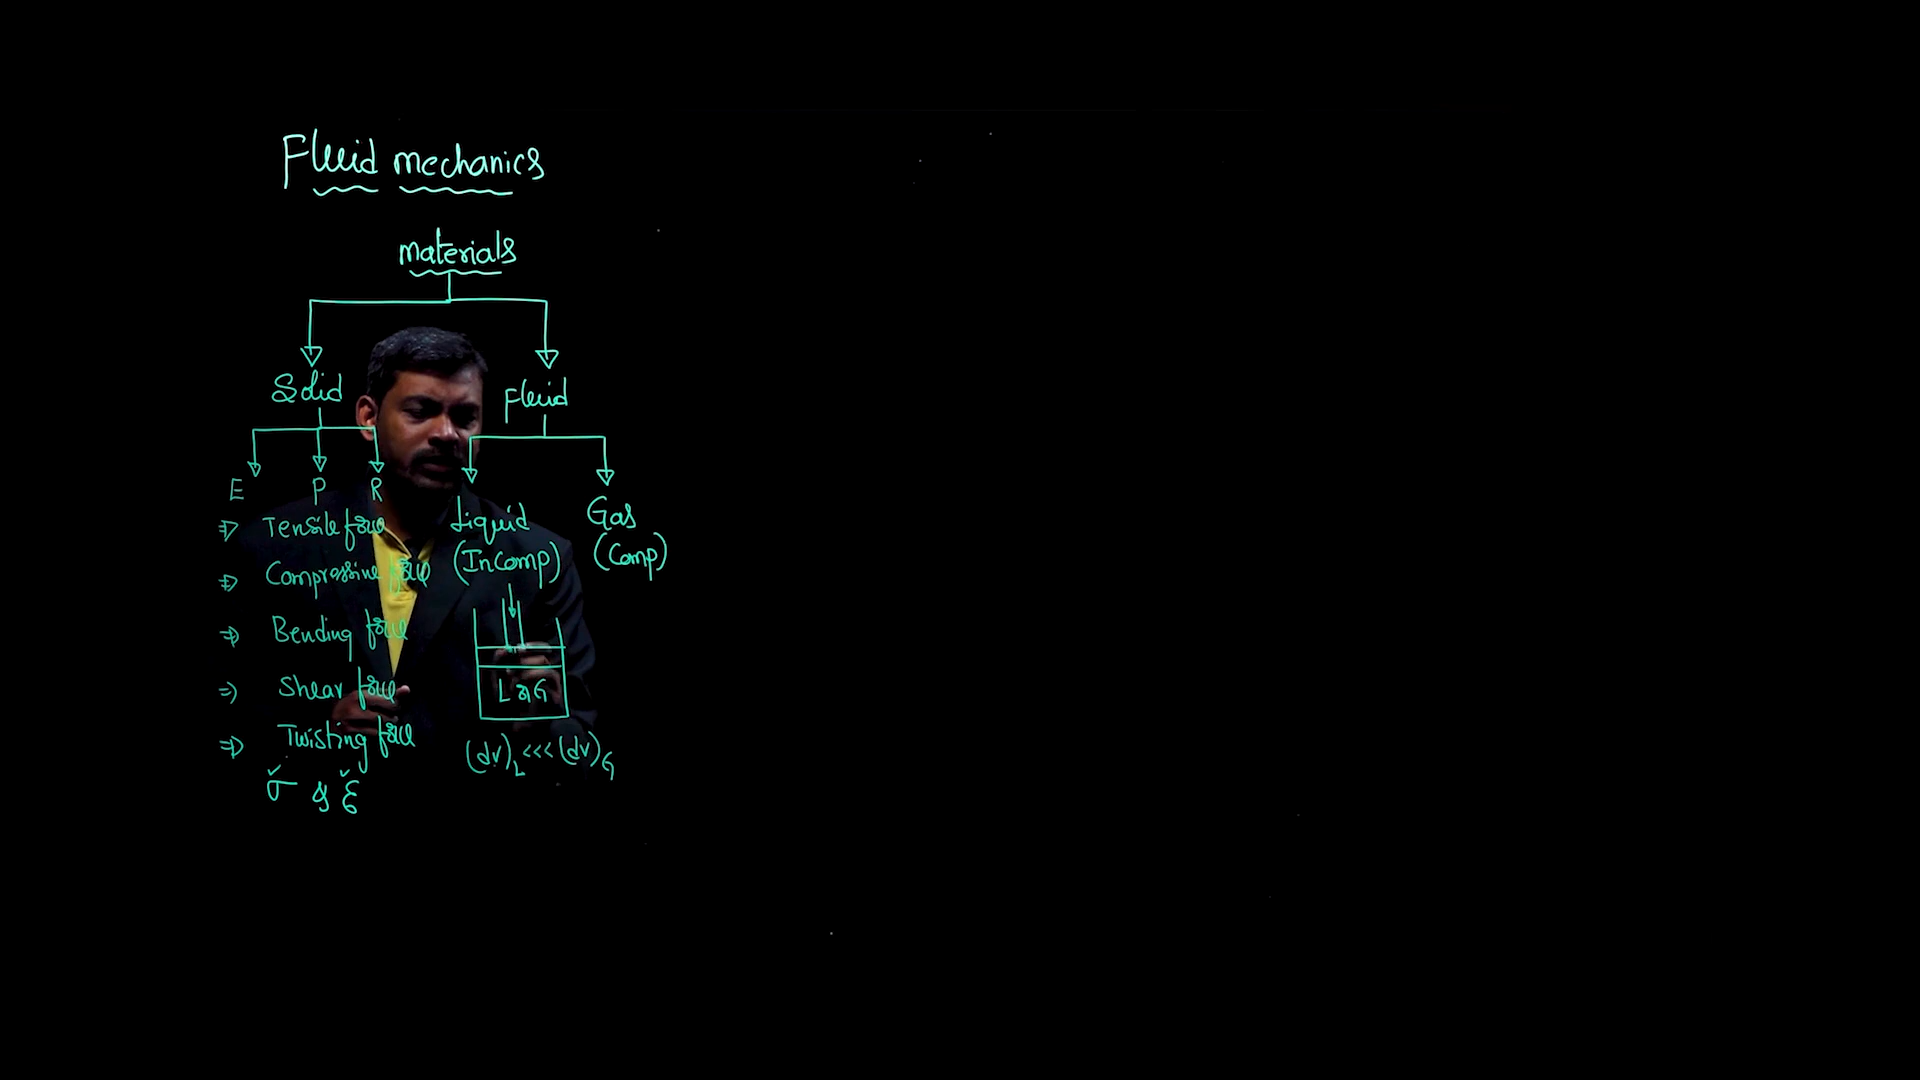 Fluid mechanics
materials
Solid Fluid
E P R
Liquid Gas
(Incomp) (Comp)
⇒ Tensile force
⇒ Compressive force
⇒ Bending force
⇒ Shear force
⇒ Twisting force
σ & ε
L or G
(dv)L <<< (dv)G